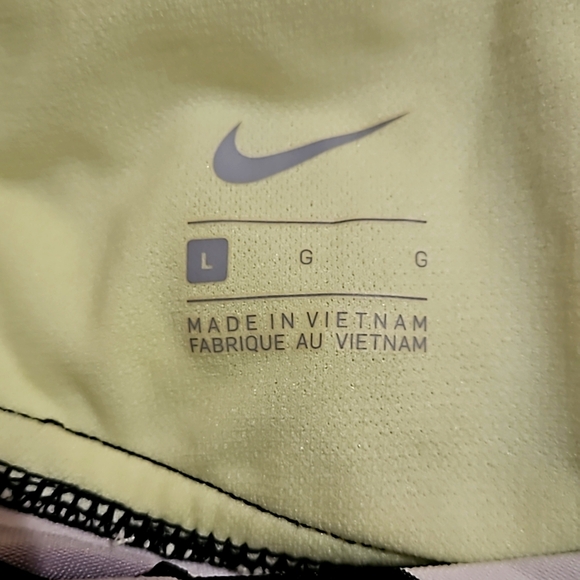 L G G
MADE IN VIETNAM
FABRIQUE AU VIETNAM